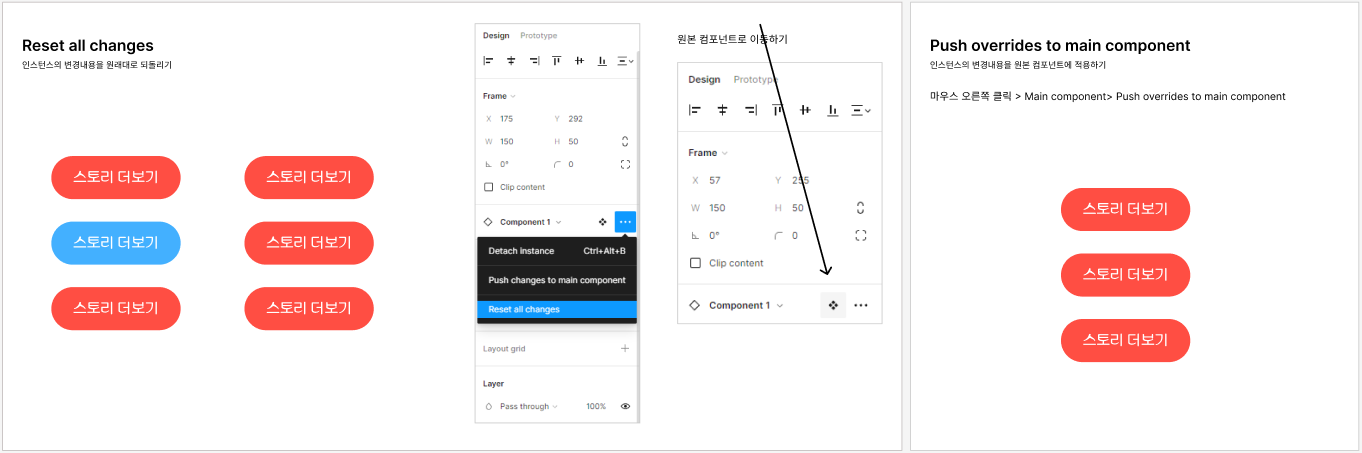 Reset all changes
인스턴스의 변경내용을 원래대로 되돌리기
스토리 더보기
스토리 더보기
스토리 더보기
스토리 더보기
스토리 더보기
스토리 더보기
Design Prototype
Frame
X 175 Y 292
W 150 H 50
0° 0
Clip content
Component 1
Detach instance Ctrl+Alt+B
Push changes to main component
Reset all changes
Layout grid
Layer
Pass through 100%
원본 컴포넌트로 이동하기
Design Prototype
Frame
X 57 Y 255
W 150 H 50
0° 0
Clip content
Component 1
Push overrides to main component
인스턴스의 변경내용을 원본 컴포넌트에 적용하기
마우스 오른쪽 클릭 > Main component> Push overrides to main component
스토리 더보기
스토리 더보기
스토리 더보기